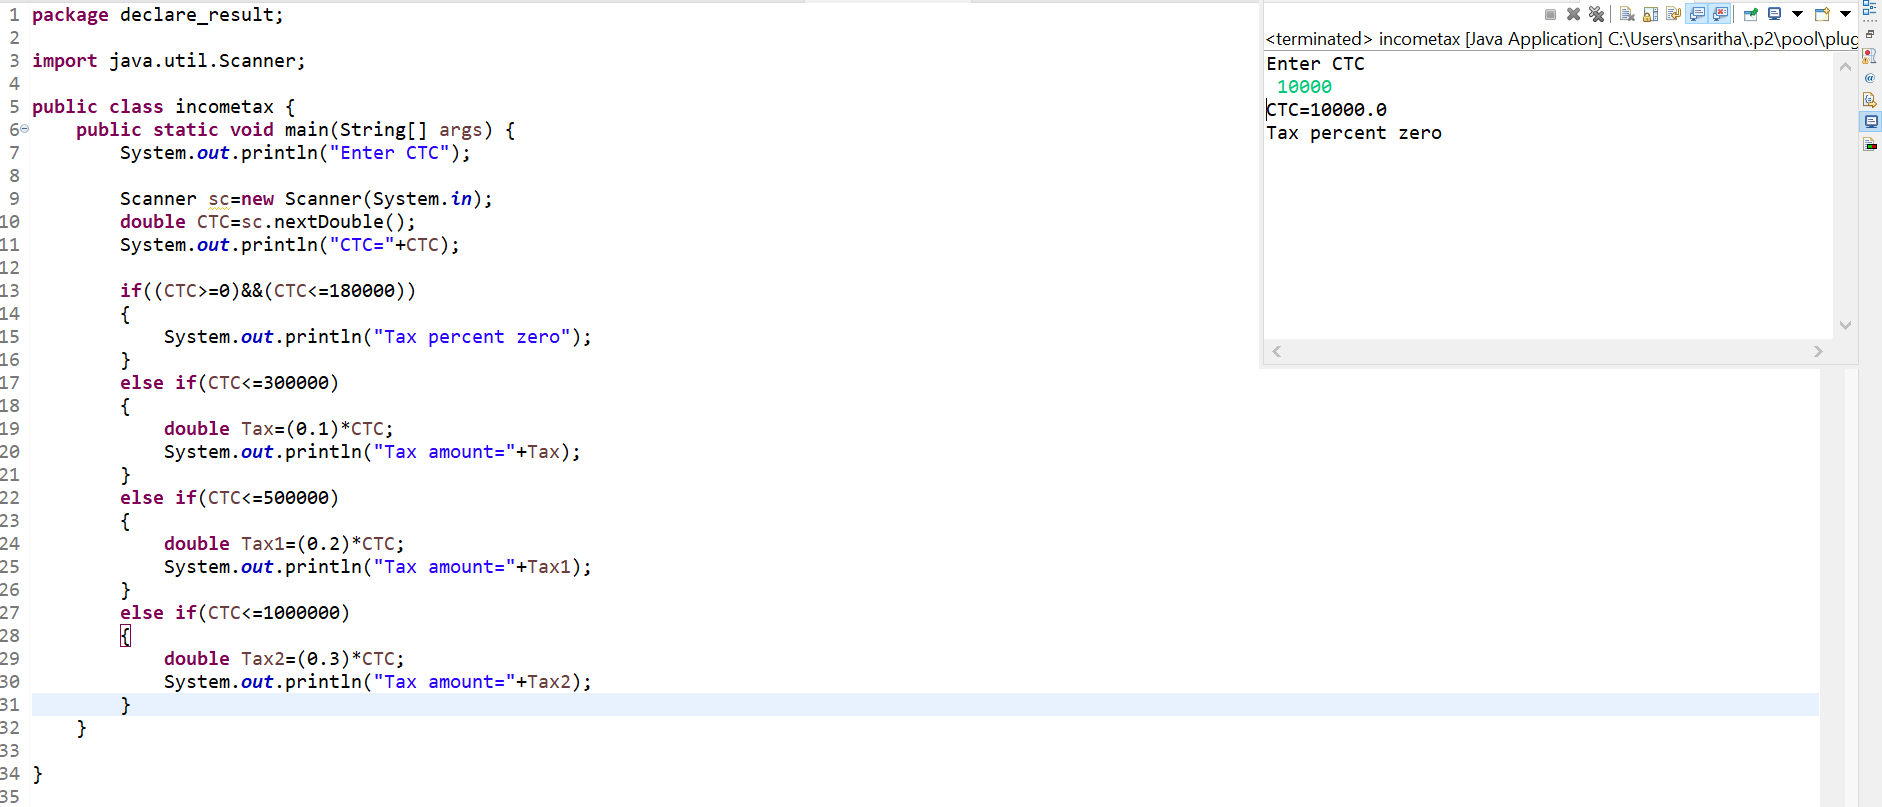 1 package declare_result;
2
3 import java.util.Scanner;
4
5 public class incometax {
6     public static void main(String[] args) {
7         System.out.println("Enter CTC");
8
9         Scanner sc=new Scanner(System.in);
10         double CTC=sc.nextDouble();
11         System.out.println("CTC="+CTC);
12
13         if((CTC>=0)&&(CTC<=180000))
14         {
15             System.out.println("Tax percent zero");
16         }
17         else if(CTC<=300000)
18         {
19             double Tax=(0.1)*CTC;
20             System.out.println("Tax amount="+Tax);
21         }
22         else if(CTC<=500000)
23         {
24             double Tax1=(0.2)*CTC;
25             System.out.println("Tax amount="+Tax1);
26         }
27         else if(CTC<=1000000)
28         {
29             double Tax2=(0.3)*CTC;
30             System.out.println("Tax amount="+Tax2);
31         }
32     }
33
34 }
35
<terminated> incometax [Java Application] C:\Users\nsaritha\.p2\pool\plug
Enter CTC
 10000
CTC=10000.0
Tax percent zero